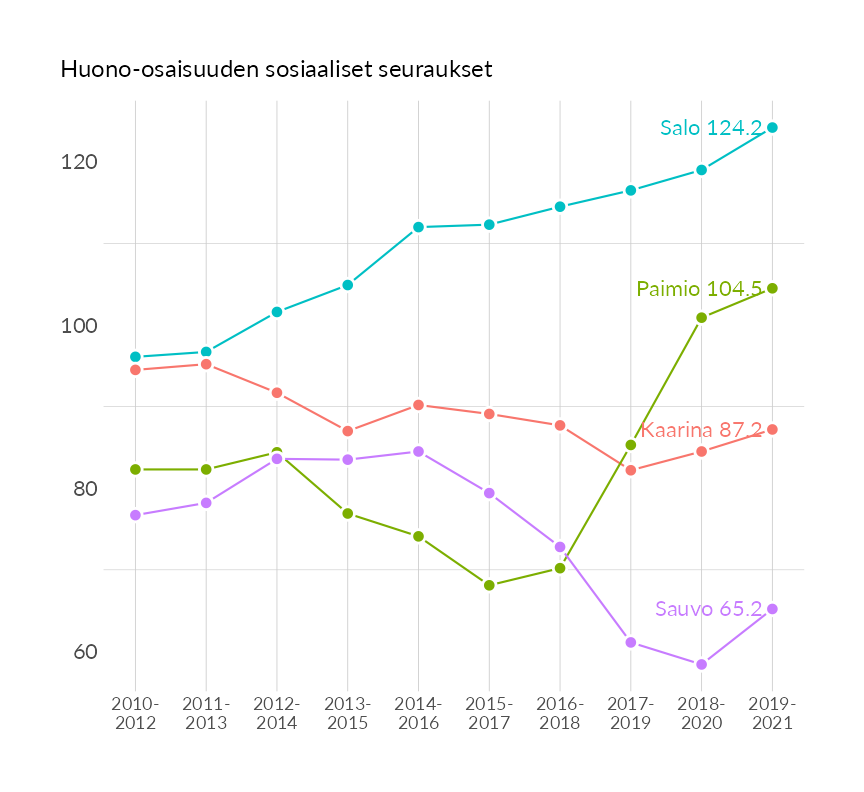 Huono-osaisuuden sosiaaliset seuraukset
Salo 124.2
120
Paimio 104.5
100
Kaarina 87.2
80
Sauvo 65.2
60
2010- 2011- 2012- 2013- 2014- 2015- 2016- 2017- 2018- 2019-
2012 2013 2014 2015 2016 2017 2018 2019 2020 2021